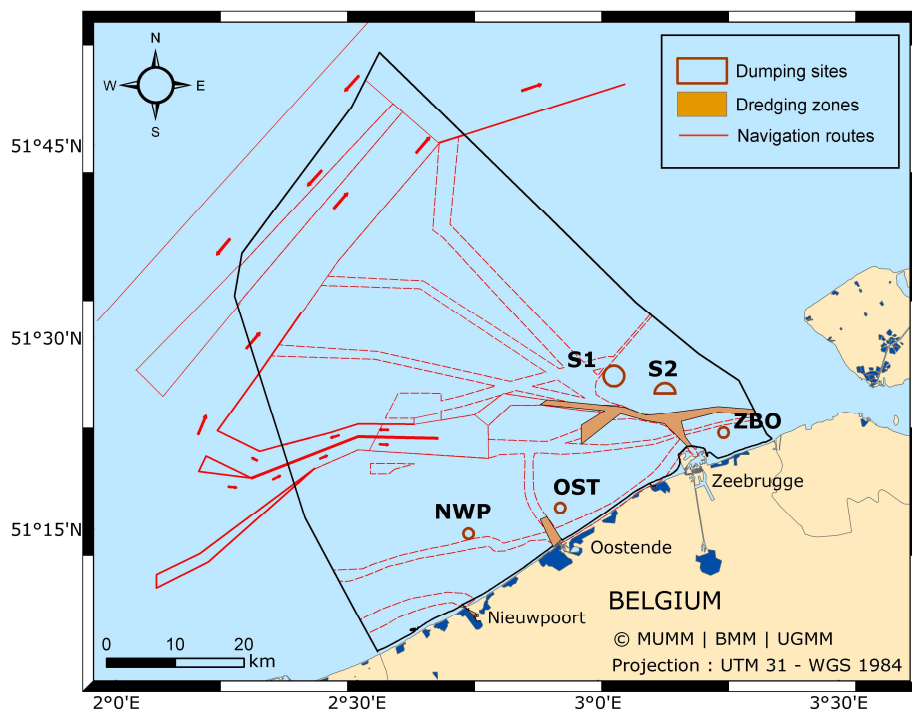 N
W E
S
Dumping sites
Dredging zones
Navigation routes
51°45'N
51°30'N
S1
S2
ZBO
Zeebrugge
OST
NWP
51°15'N
Oostende
BELGIUM
Nieuwpoort
© MUMM | BMM | UGMM
0 10 20
km
Projection : UTM 31 - WGS 1984
2°0'E 2°30'E 3°0'E 3°30'E